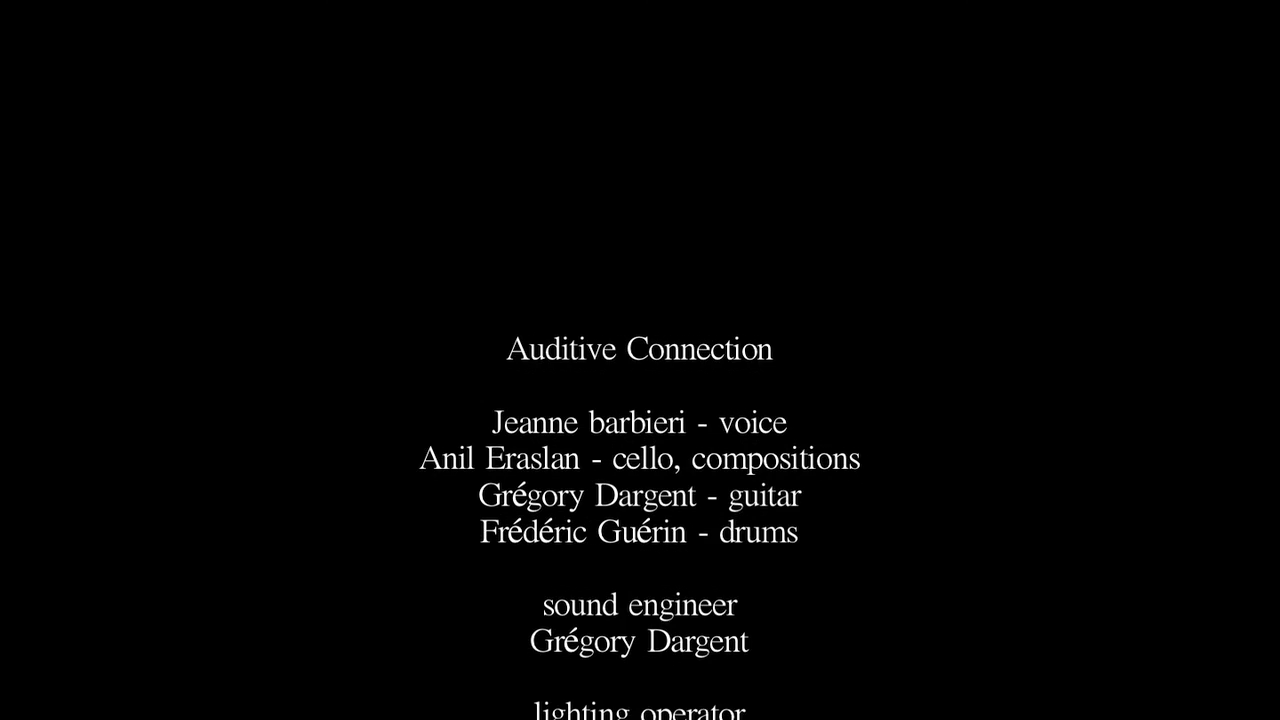 Auditive Connection
Jeanne barbieri - voice
Anil Eraslan - cello, compositions
Grégory Dargent - guitar
Frédéric Guérin - drums
sound engineer
Grégory Dargent
lighting operator